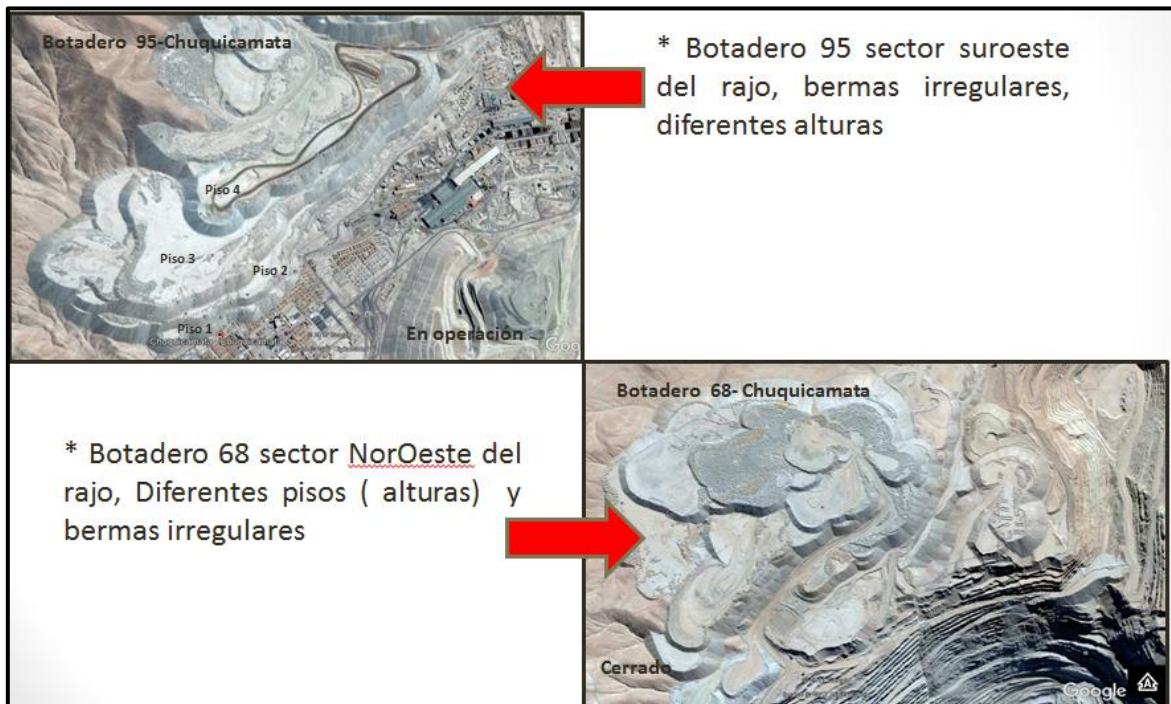 Botadero 95-Chuquicamata
* Botadero 95 sector suroeste
del rajo, bermas irregulares,
diferentes alturas
Piso 4
Piso 3
Piso 2
Piso 1
En operación
Goo
* Botadero 68 sector NorOeste del
rajo, Diferentes pisos ( alturas) y
bermas irregulares
Botadero 68- Chuquicamata
Cerrado
Google
A